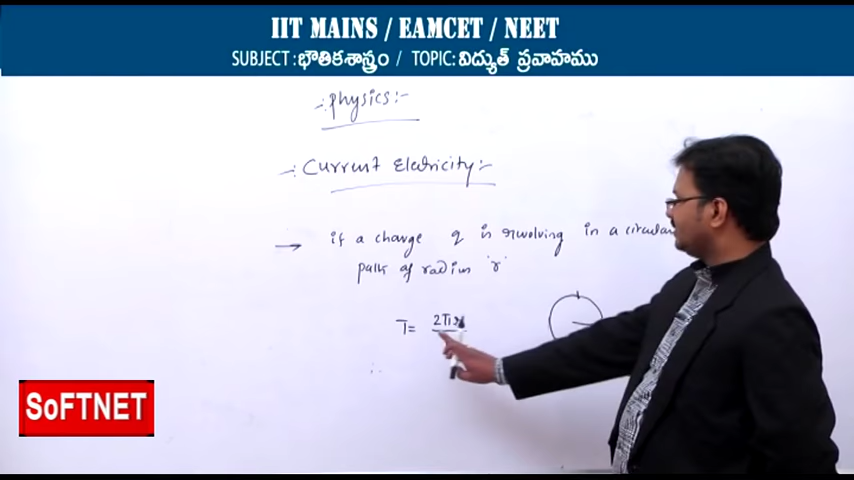 IIT MAINS / EAMCET / NEET
SUBJECT : భౌతికశాస్త్రం / TOPIC: విద్యుత్ ప్రవాహము
-: Physics :-
-: Current Eletricity :-
→ if a charge q is revolving in a circular
path of radius 'r'
T= 2πr
SOFTNET